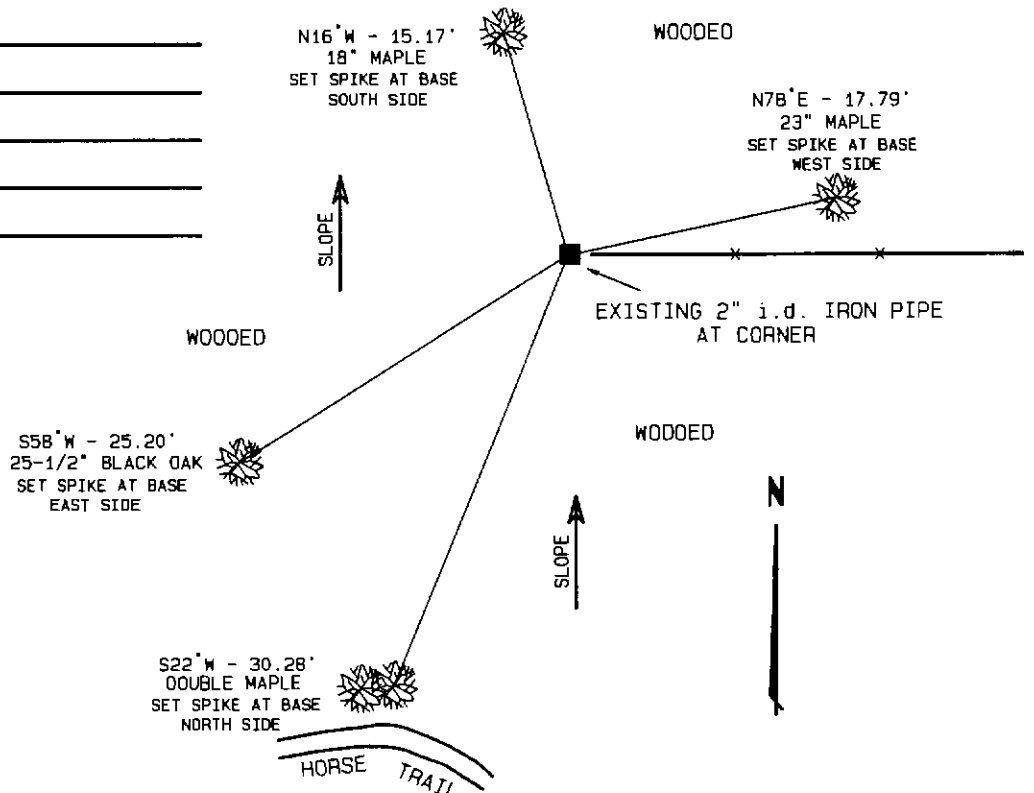 N16°W - 15.17'
18" MAPLE
SET SPIKE AT BASE
SOUTH SIDE
WOODED
N78°E - 17.79'
23" MAPLE
SET SPIKE AT BASE
WEST SIDE
SLOPE
EXISTING 2" i.d. IRON PIPE
AT CORNER
WOODED
S58°W - 25.20'
25-1/2" BLACK OAK
SET SPIKE AT BASE
EAST SIDE
WOODED
N
SLOPE
S22°W - 30.28'
DOUBLE MAPLE
SET SPIKE AT BASE
NORTH SIDE
HORSE TRAIL